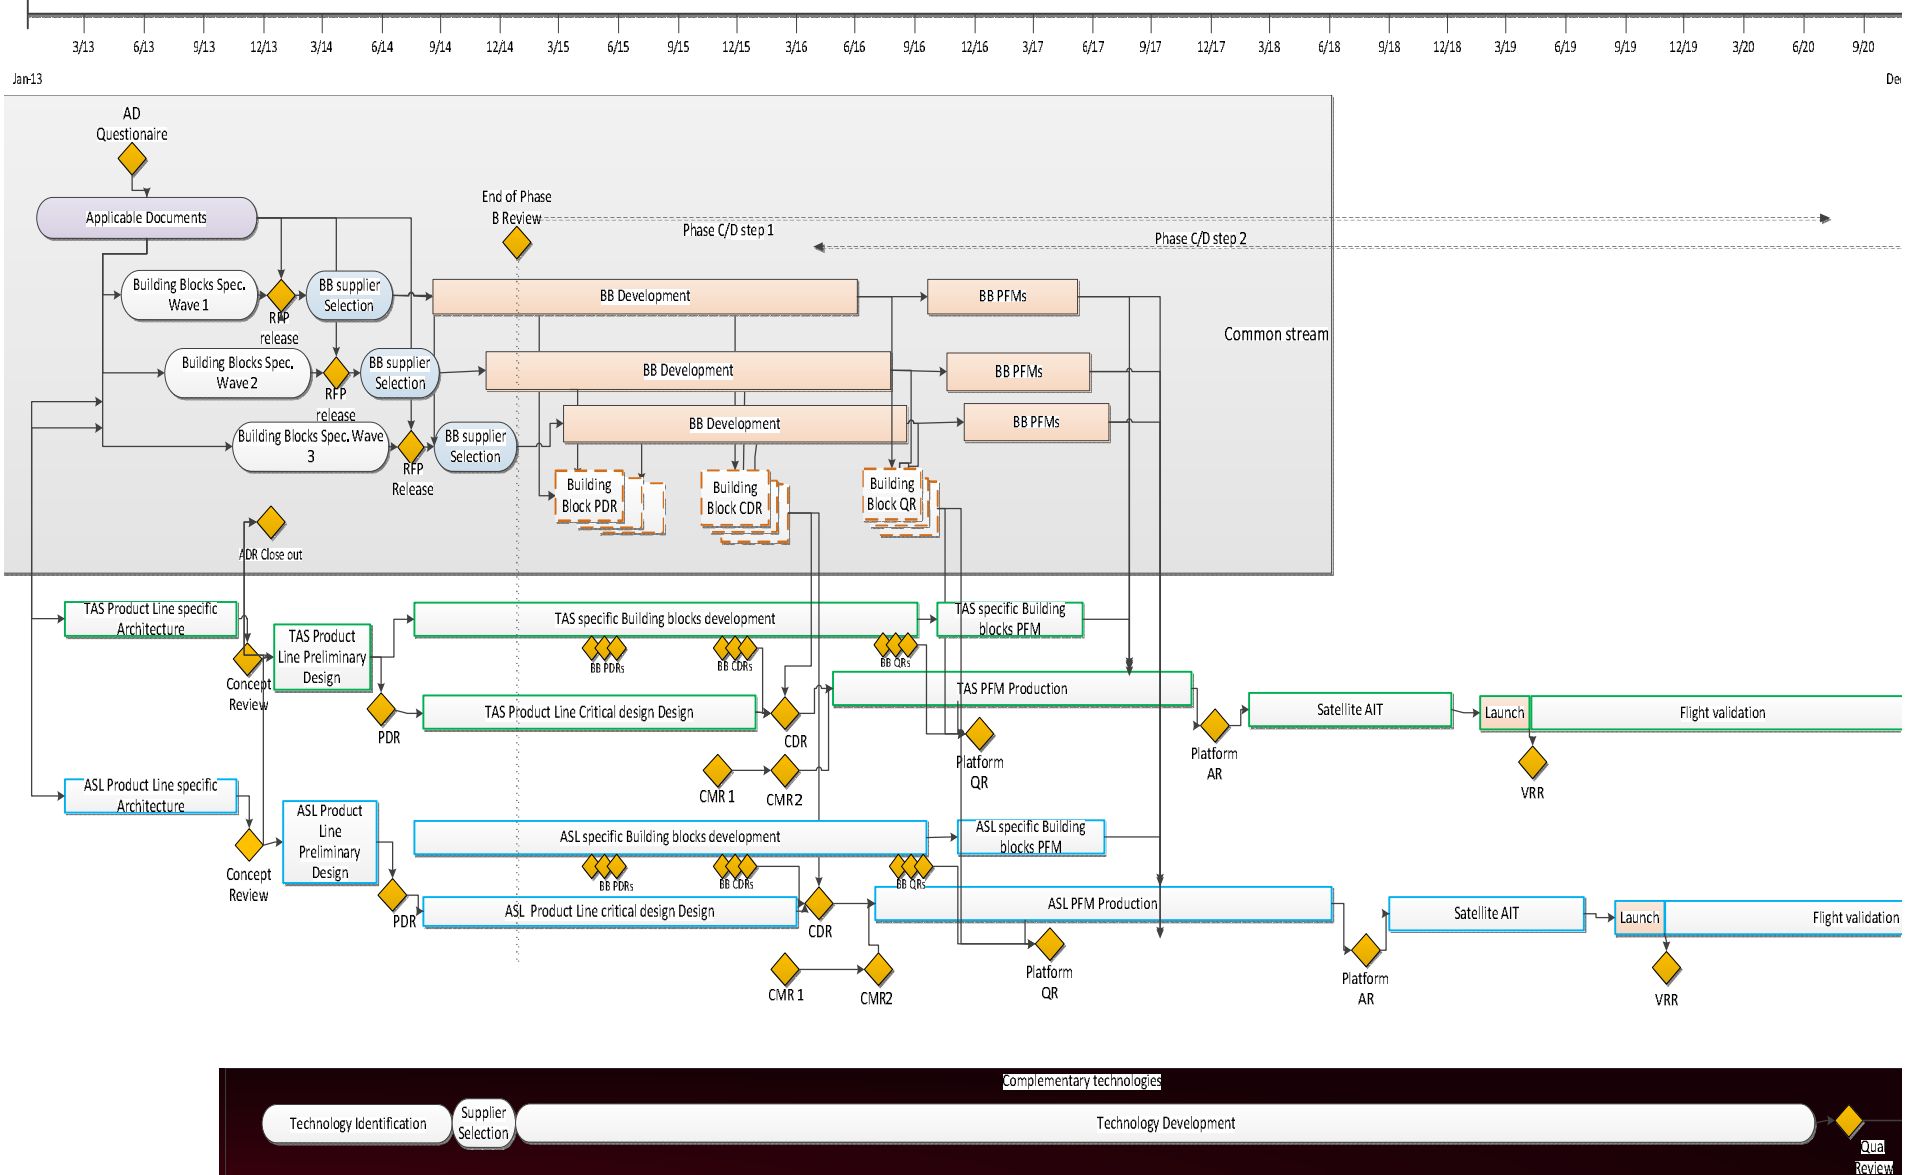 3/13 6/13 9/13 12/13 3/14 6/14 9/14 12/14 3/15 6/15 9/15 12/15 3/16 6/16 9/16 12/16 3/17 6/17 9/17 12/17 3/18 6/18 9/18 12/18 3/19 6/19 9/19 12/19 3/20 6/20 9/20
Jan-13
AD
Questionaire
Applicable Documents
End of Phase
B Review
Phase C/D step 1
Phase C/D step 2
Building Blocks Spec.
Wave 1
RFP
release
BB supplier
Selection
BB Development
BB PFMs
Common stream
Building Blocks Spec.
Wave 2
RFP
release
BB supplier
Selection
BB Development
BB PFMs
Building Blocks Spec. Wave
3
RFP
Release
BB supplier
Selection
BB Development
BB PFMs
Building
Block PDR
Building
Block CDR
Building
Block QR
ADR Close out
TAS Product Line specific
Architecture
Concept
Review
TAS Product
Line Preliminary
Design
PDR
TAS specific Building blocks development
BB PDRs
BB CDRs
BB QRs
TAS specific Building
blocks PFM
TAS Product Line Critical design Design
CDR
CMR 1
CMR2
TAS PFM Production
Platform
QR
Platform
AR
Satellite AIT
Launch
Flight validation
VRR
ASL Product Line specific
Architecture
Concept
Review
ASL Product
Line
Preliminary
Design
PDR
ASL specific Building blocks development
BB PDRs
BB CDRs
BB QRs
ASL specific Building
blocks PFM
ASL Product Line critical design Design
CDR
CMR 1
CMR2
ASL PFM Production
Platform
QR
Platform
AR
Satellite AIT
Launch
Flight validation
VRR
Complementary technologies
Technology Identification
Supplier
Selection
Technology Development
Qua
Review